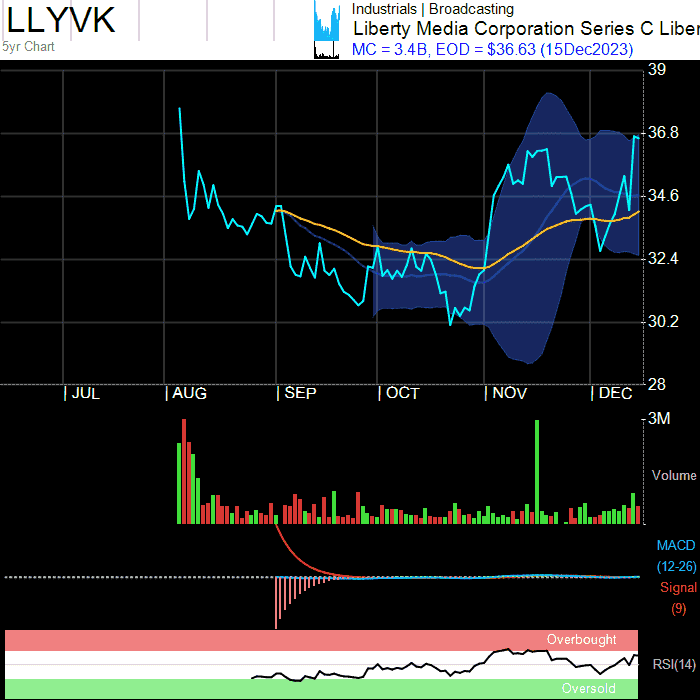 LLYVK
5yr Chart
Industrials | Broadcasting
Liberty Media Corporation Series C Liber
MC = 3.4B, EOD = $36.63 (15Dec2023)
39
36.8
34.6
32.4
30.2
28
JUL
AUG
SEP
OCT
NOV
DEC
3M
Volume
MACD
(12-26)
Signal
(9)
Overbought
RSI(14)
Oversold